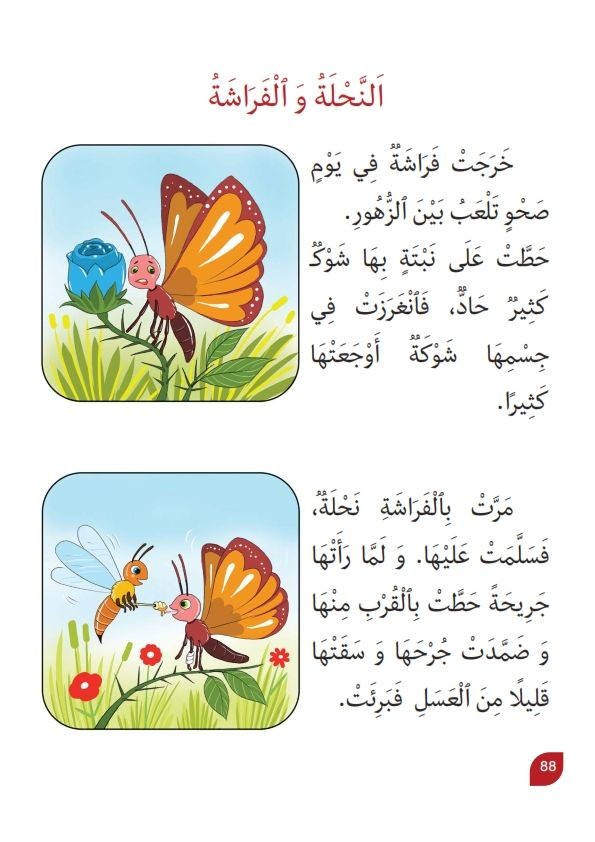 اَلنَّحْلَةُ وَ ٱلْفَرَاشَةُ
خَرَجَتْ فَرَاشَةٌ فِي يَوْمٍ
صَحْوٍ تَلْعَبُ بَيْنَ ٱلزُّهُورِ.
حَطَّتْ عَلَى نَبْتَةٍ بِهَا شَوْكٌ
كَثِيرٌ حَادٌّ، فَٱنْغَرَزَتْ فِي
جِسْمِهَا شَوْكَةٌ أَوْجَعَتْهَا
كَثِيرًا.
مَرَّتْ بِٱلْفَرَاشَةِ نَحْلَةٌ،
فَسَلَّمَتْ عَلَيْهَا. وَ لَمَّا رَأَتْهَا
جَرِيحَةً حَطَّتْ بِٱلْقُرْبِ مِنْهَا
وَ ضَمَّدَتْ جُرْحَهَا وَ سَقَتْهَا
قَلِيلًا مِنَ ٱلْعَسَلِ فَبَرِئَتْ.
88